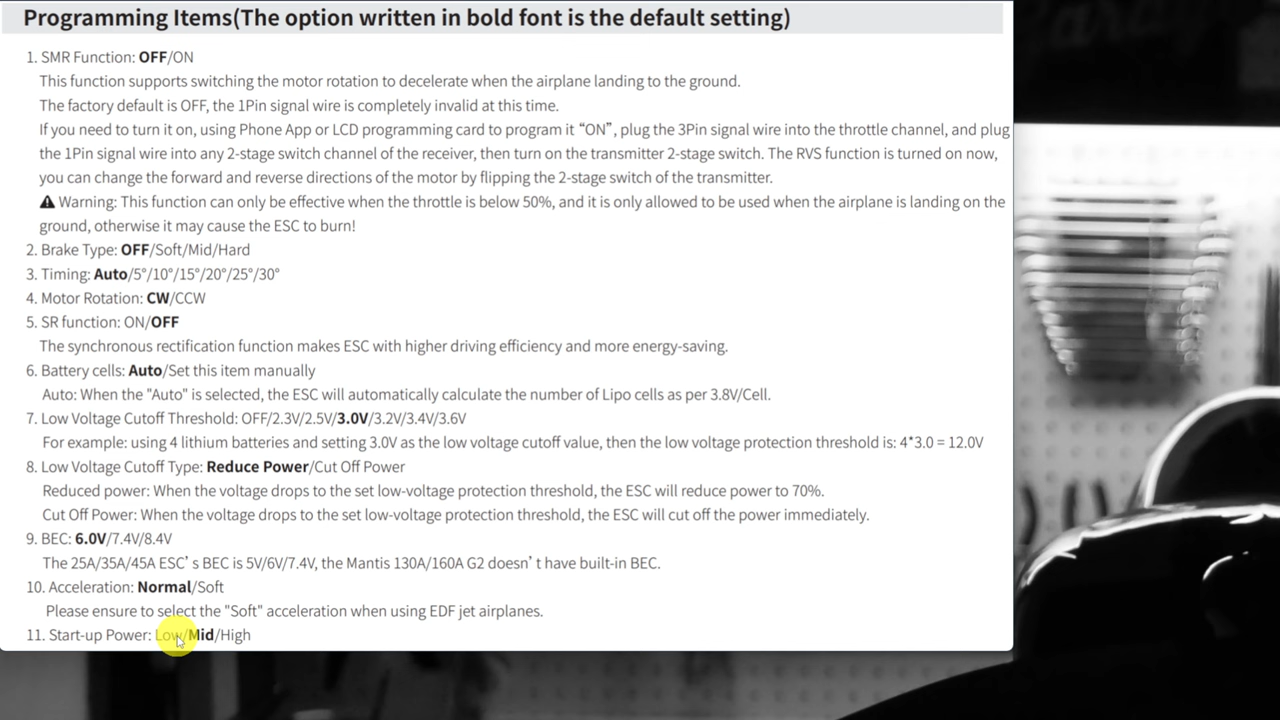 Programming Items(The option written in bold font is the default setting)
1. SMR Function: OFF/ON
This function supports switching the motor rotation to decelerate when the airplane landing to the ground.
The factory default is OFF, the 1Pin signal wire is completely invalid at this time.
If you need to turn it on, using Phone App or LCD programming card to program it “ON”, plug the 3Pin signal wire into the throttle channel, and plug
the 1Pin signal wire into any 2-stage switch channel of the receiver, then turn on the transmitter 2-stage switch. The RVS function is turned on now,
you can change the forward and reverse directions of the motor by flipping the 2-stage switch of the transmitter.
⚠ Warning: This function can only be effective when the throttle is below 50%, and it is only allowed to be used when the airplane is landing on the
ground, otherwise it may cause the ESC to burn!
2. Brake Type: OFF/Soft/Mid/Hard
3. Timing: Auto/5°/10°/15°/20°/25°/30°
4. Motor Rotation: CW/CCW
5. SR function: ON/OFF
The synchronous rectification function makes ESC with higher driving efficiency and more energy-saving.
6. Battery cells: Auto/Set this item manually
Auto: When the "Auto" is selected, the ESC will automatically calculate the number of Lipo cells as per 3.8V/Cell.
7. Low Voltage Cutoff Threshold: OFF/2.3V/2.5V/3.0V/3.2V/3.4V/3.6V
For example: using 4 lithium batteries and setting 3.0V as the low voltage cutoff value, then the low voltage protection threshold is: 4*3.0 = 12.0V
8. Low Voltage Cutoff Type: Reduce Power/Cut Off Power
Reduced power: When the voltage drops to the set low-voltage protection threshold, the ESC will reduce power to 70%.
Cut Off Power: When the voltage drops to the set low-voltage protection threshold, the ESC will cut off the power immediately.
9. BEC: 6.0V/7.4V/8.4V
The 25A/35A/45A ESC’s BEC is 5V/6V/7.4V, the Mantis 130A/160A G2 doesn’t have built-in BEC.
10. Acceleration: Normal/Soft
Please ensure to select the "Soft" acceleration when using EDF jet airplanes.
11. Start-up Power: Low/Mid/High